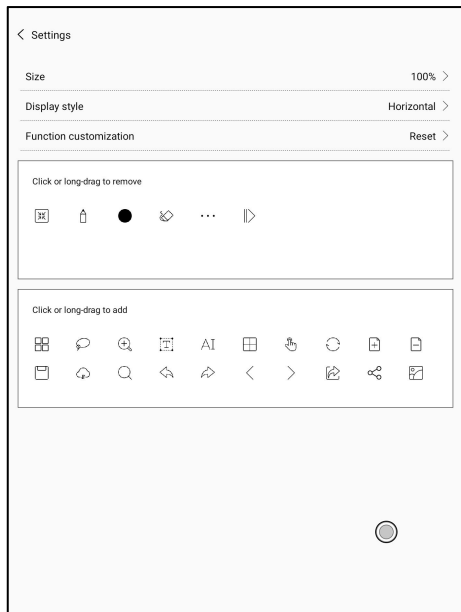 Settings
Size 100%
Display style Horizontal
Function customization Reset
Click or long-drag to remove
Click or long-drag to add
T AI